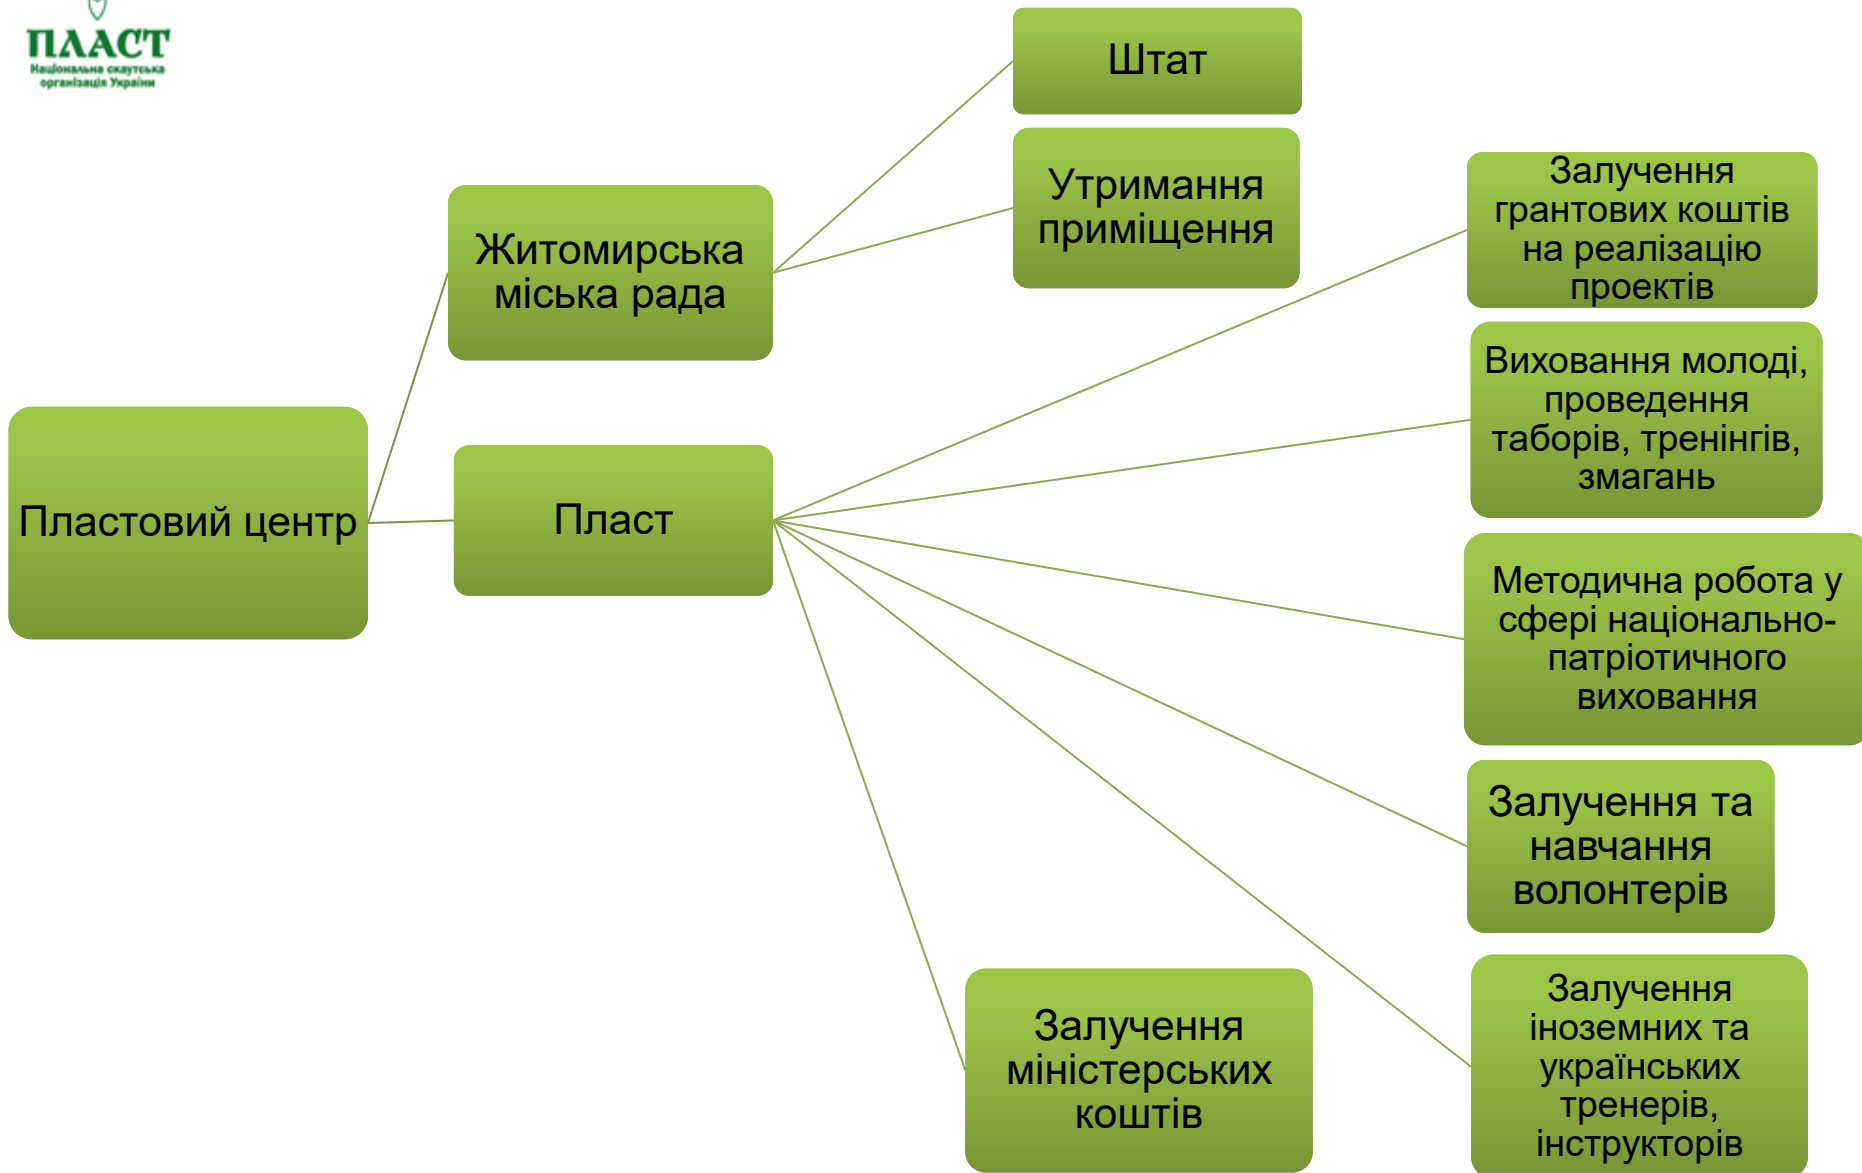 ПЛАСТ
Національна скаутська
організація України
Штат
Утримання
приміщення
Житомирська
міська рада
Залучення
грантових коштів
на реалізацію
проектів
Виховання молоді,
проведення
таборів, тренінгів,
змагань
Пластовий центр
Пласт
Методична робота у
сфері національно-
патріотичного
виховання
Залучення та
навчання
волонтерів
Залучення
міністерських
коштів
Залучення
іноземних та
українських
тренерів,
інструкторів